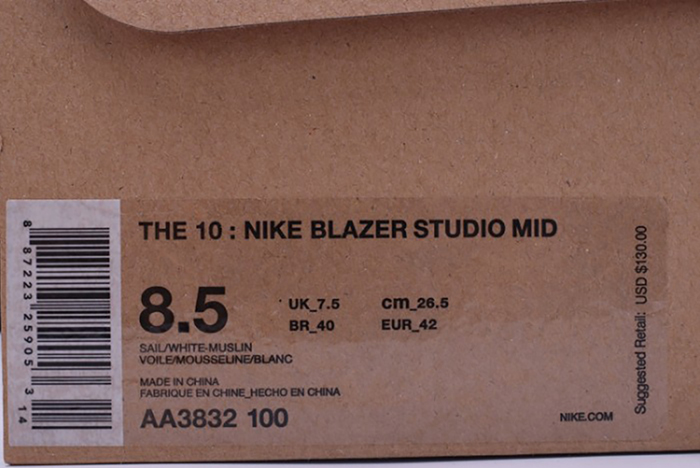 THE 10 : NIKE BLAZER STUDIO MID
8.5
UK_7.5 cm_26.5
BR_40 EUR_42
SAIL/WHITE-MUSLIN
VOILE/MOUSSELINE/BLANC
MADE IN CHINA
FABRIQUE EN CHINE_HECHO EN CHINA
AA3832 100
NIKE.COM
Suggested Retail: USD $130.00
8 87223 25905 3 14